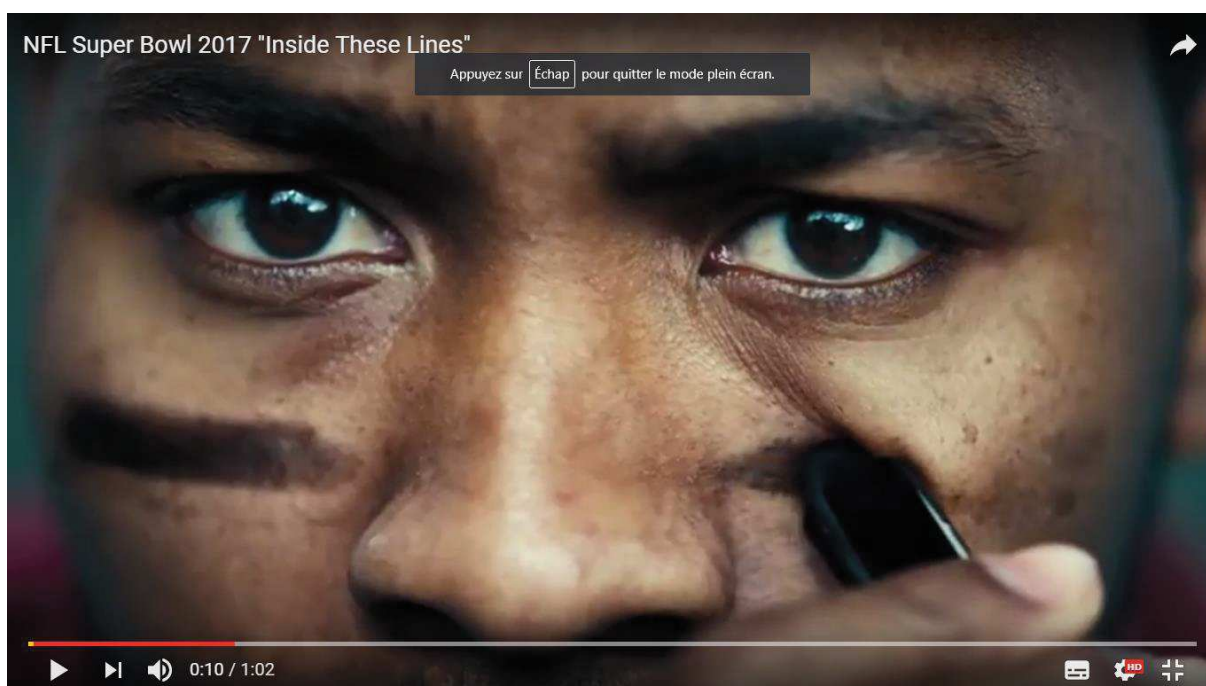 NFL Super Bowl 2017 "Inside These Lines"
Appuyez sur Échap pour quitter le mode plein écran.
0:10 / 1:02
HD